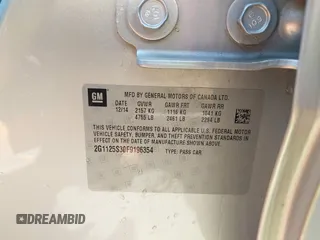 GM
MFD BY GENERAL MOTORS OF CANADA LTD.
DATE GVWR GAWR FRT GAWR RR
12/14 2157 KG 1116 KG 1041 KG
4755 LB 2461 LB 2294 LB
THIS VEHICLE CONFORMS TO ALL APPLICABLE U.S. FEDERAL
MOTOR VEHICLE SAFETY, BUMPER, AND THEFT PREVENTION STANDARDS IN
EFFECT ON THE DATE OF MANUFACTURE SHOWN ABOVE.
2G1125S30F9196354 TYPE: PASS CAR
DREAMBID